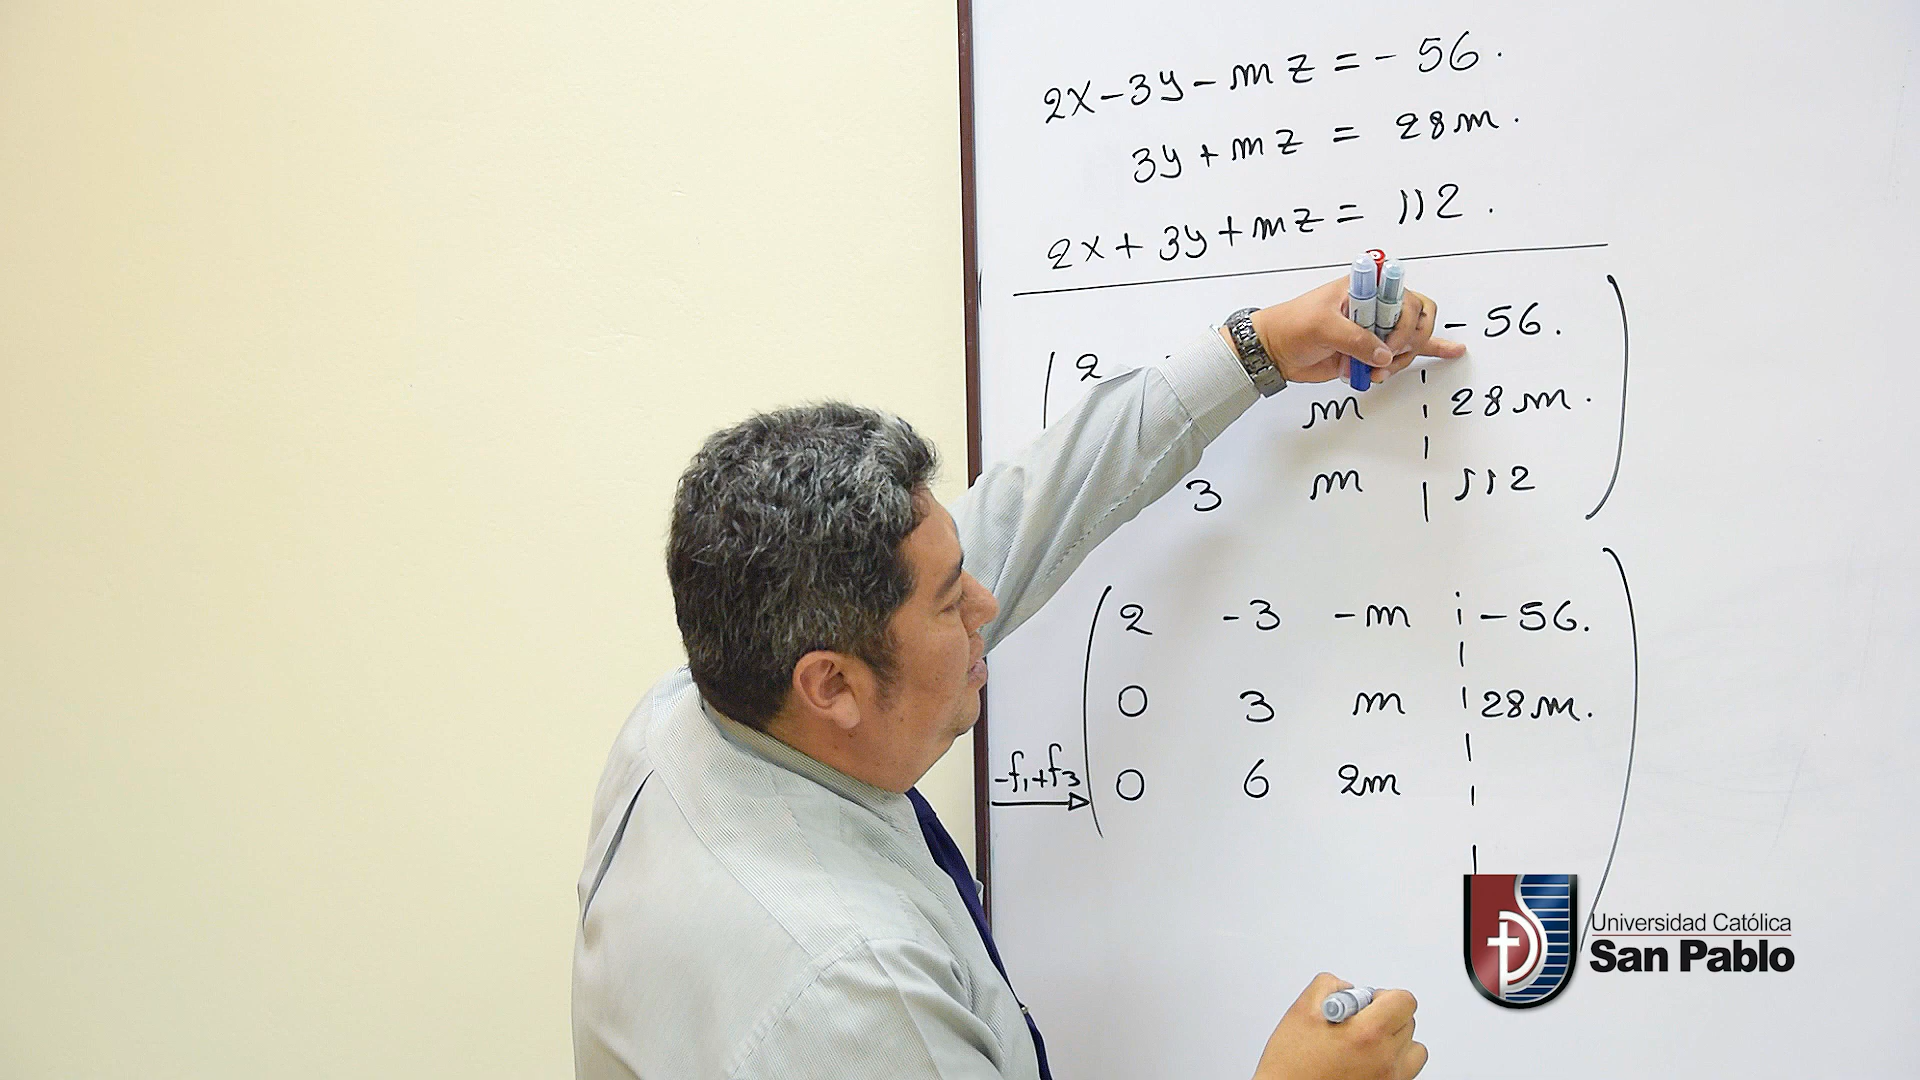 2x-3y-mz=-56.
3y+mz = 28m.
2x+3y+mz= 112.
2 - 56.
m 28m.
3 m 112
2 -3 -m -56.
0 3 m 28m.
-f₁+f₃ 0 6 2m
Universidad Católica
San Pablo